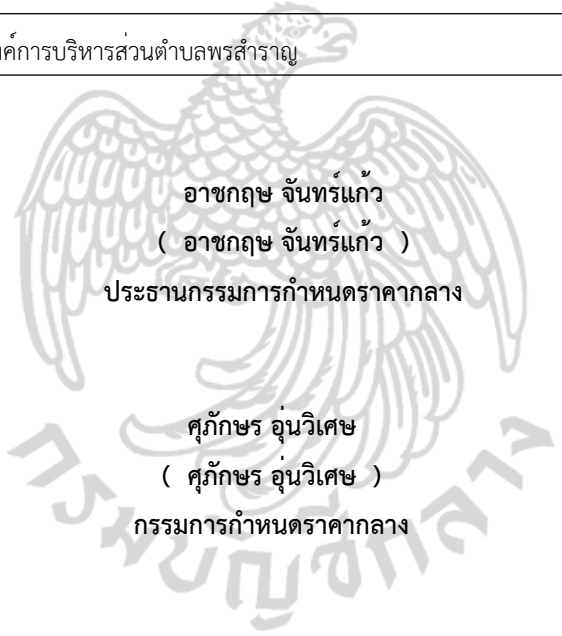 องค์การบริหารส่วนตำบลพรสำราญ
อาชกฤษ จันทร์แก้ว
( อาชกฤษ จันทร์แก้ว )
ประธานกรรมการกำหนดราคากลาง
ศุภักษร อุ่นวิเศษ
( ศุภักษร อุ่นวิเศษ )
กรรมการกำหนดราคากลาง
กรมบัญชีกลาง